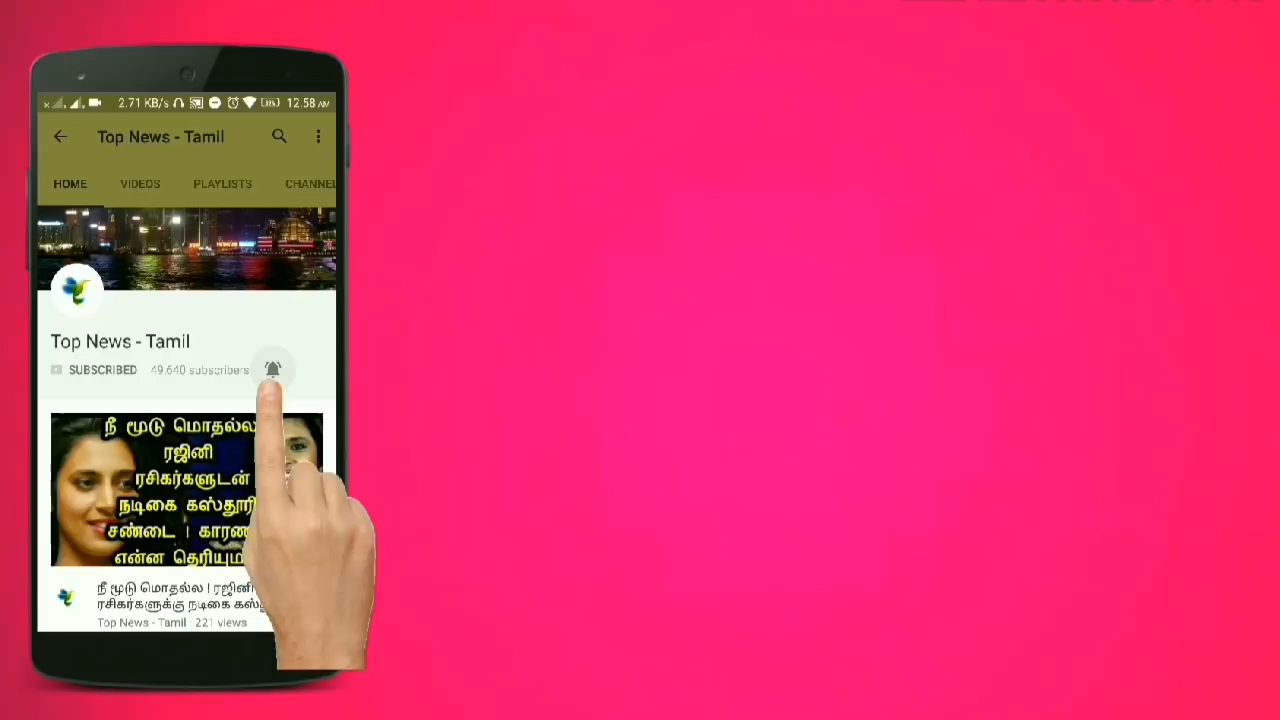 2.71 KB/s 12.58 AM
Top News - Tamil
HOME VIDEOS PLAYLISTS CHANNEL
Top News - Tamil
SUBSCRIBED 49,640 subscribers
நீ மூடு மொதல்ல
ரஜினி
ரசிகர்களுடன்
நடிகை கஸ்தூரி
சண்டை | காரண
என்ன தெரியும
நீ மூடு மொதல்ல | ரஜினி
ரசிகர்களுக்கு நடிகை கஸ்
Top News - Tamil · 221 views